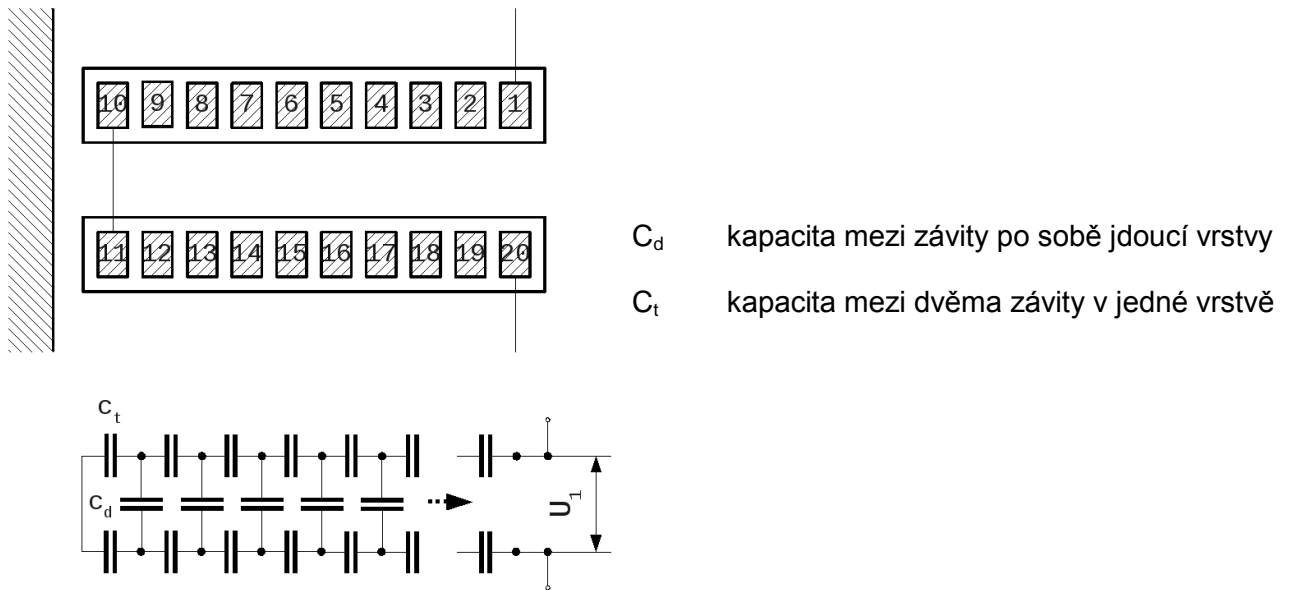 10 9 8 7 6 5 4 3 2 1
11 12 13 14 15 16 17 18 19 20
Cd kapacita mezi závity po sobě jdoucí vrstvy
Ct kapacita mezi dvěma závity v jedné vrstvě
Ct
Cd
U1